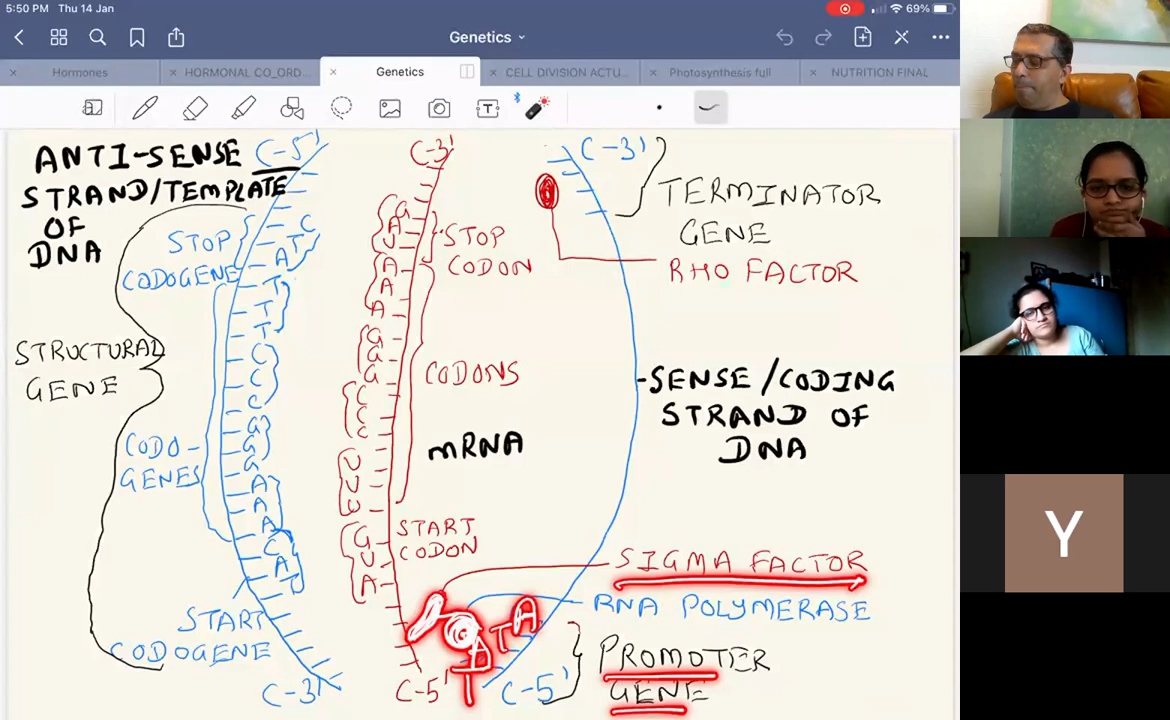 5:50 PM Thu 14 Jan
69%
Genetics
Hormones
HORMONAL CO_ORD...
Genetics
CELL DIVISION ACTU...
Photosynthesis full
NUTRITION FINAL
ANTI-SENSE
STRAND/TEMPLATE
OF
DNA
C-5'
STOP
CODOGENE
C
T
A
T
T
T
C
C
C
G
G
G
A
A
A
C
A
T
STRUCTURAL
GENE
CODO-
GENES
START
CODOGENE
C-3'
C-3'
G
A
U
A
A
A
G
G
G
C
C
C
U
U
U
G
U
A
STOP
CODON
CODONS
mRNA
START
CODON
C-5'
C-3'
TERMINATOR
GENE
RHO FACTOR
-SENSE/CODING
STRAND OF
DNA
SIGMA FACTOR
RNA POLYMERASE
A
T
PROMOTER
GENE
C-5'
Y